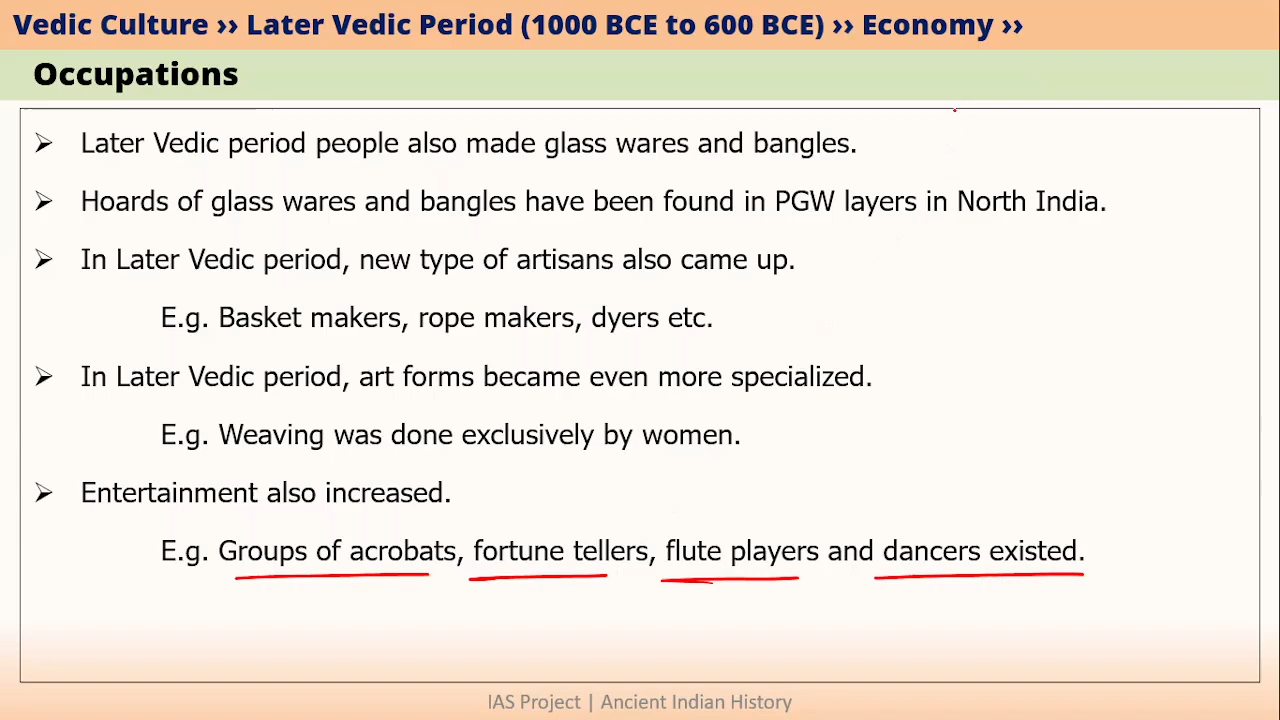 Vedic Culture ›› Later Vedic Period (1000 BCE to 600 BCE) ›› Economy ››
Occupations
➢ Later Vedic period people also made glass wares and bangles.
➢ Hoards of glass wares and bangles have been found in PGW layers in North India.
➢ In Later Vedic period, new type of artisans also came up.
E.g. Basket makers, rope makers, dyers etc.
➢ In Later Vedic period, art forms became even more specialized.
E.g. Weaving was done exclusively by women.
➢ Entertainment also increased.
E.g. Groups of acrobats, fortune tellers, flute players and dancers existed.
IAS Project | Ancient Indian History